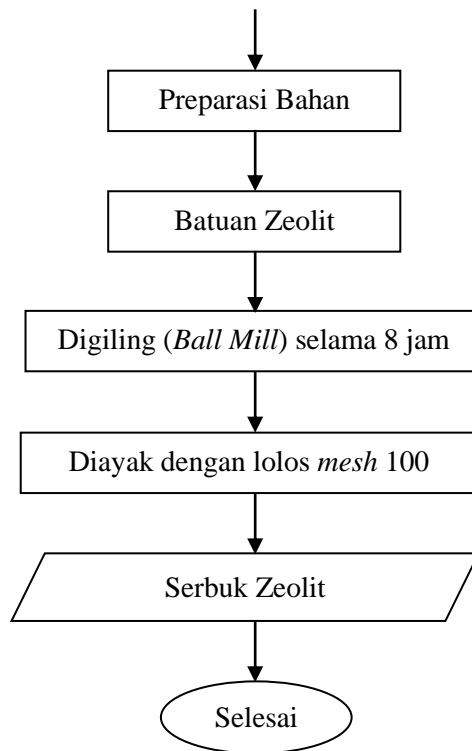 Preparasi Bahan
Batuan Zeolit
Digiling (Ball Mill) selama 8 jam
Diayak dengan lolos mesh 100
Serbuk Zeolit
Selesai